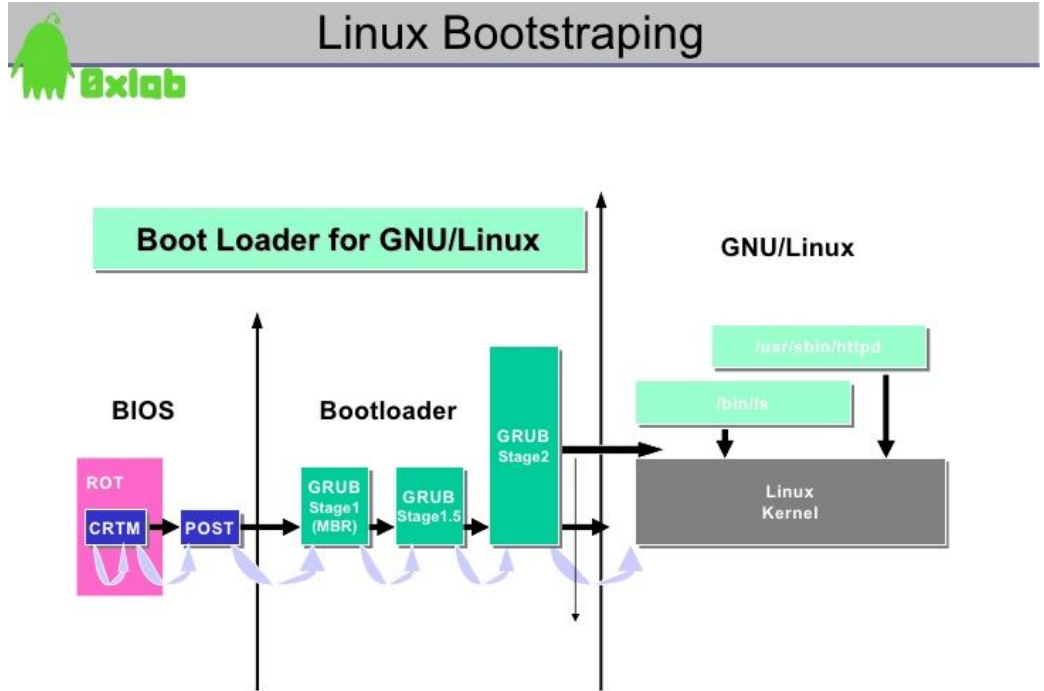 Linux Bootstraping
0xlab
Boot Loader for GNU/Linux
GNU/Linux
/usr/sbin/httpd
/bin/ls
BIOS
Bootloader
GRUB
Stage2
ROT
CRTM
POST
GRUB
Stage1
(MBR)
GRUB
Stage1.5
Linux
Kernel